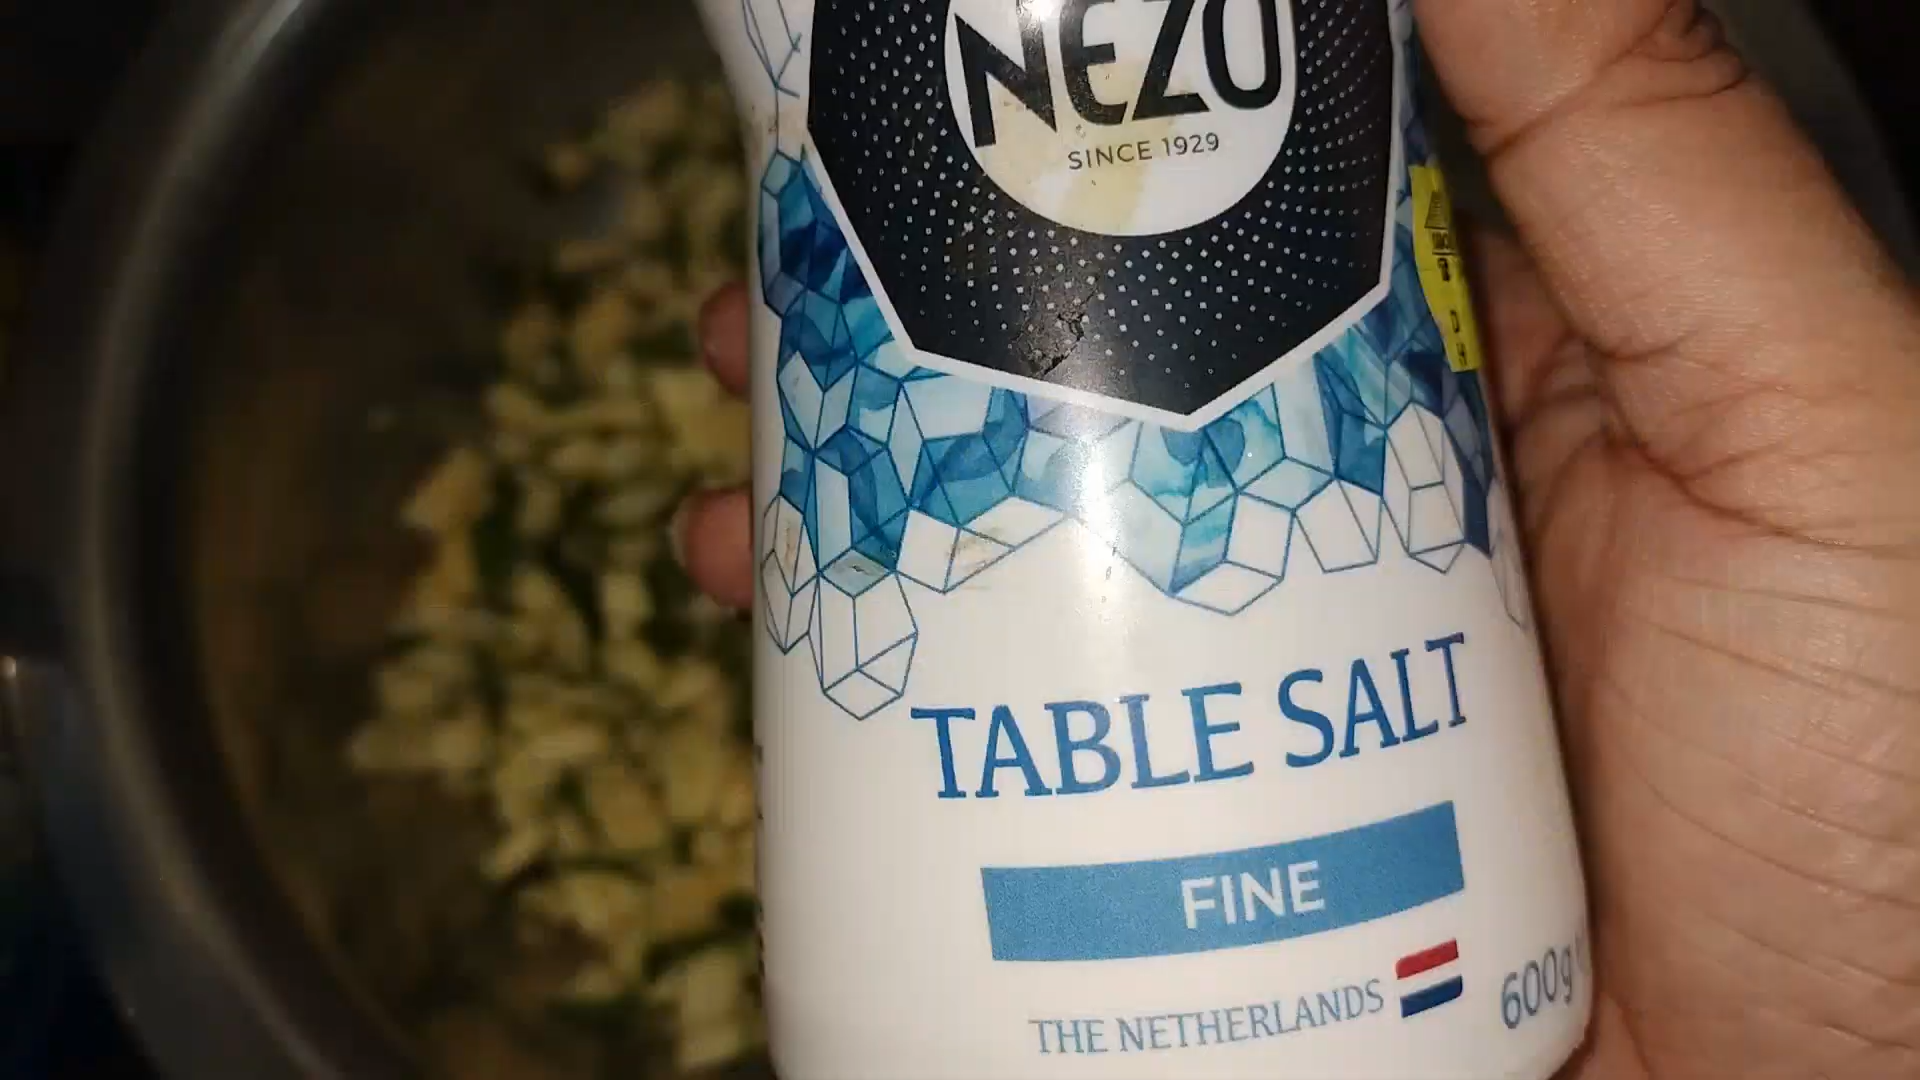 NEZO
SINCE 1929
TABLE SALT
FINE
THE NETHERLANDS
600g